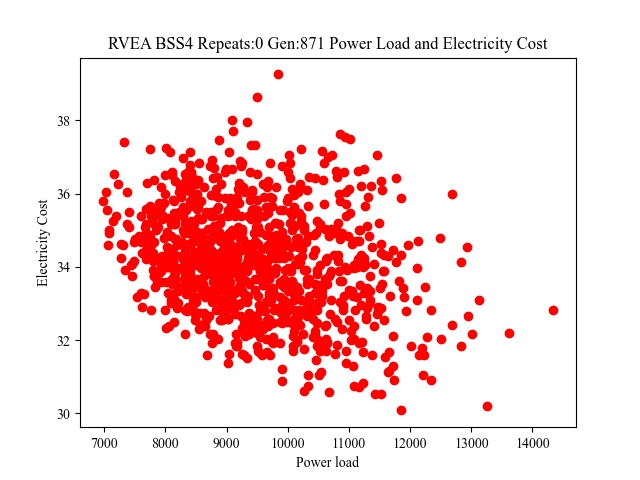 RVEA BSS4 Repeats:0 Gen:871 Power Load and Electricity Cost
38
36
34
32
30
Electricity Cost
7000 8000 9000 10000 11000 12000 13000 14000
Power load